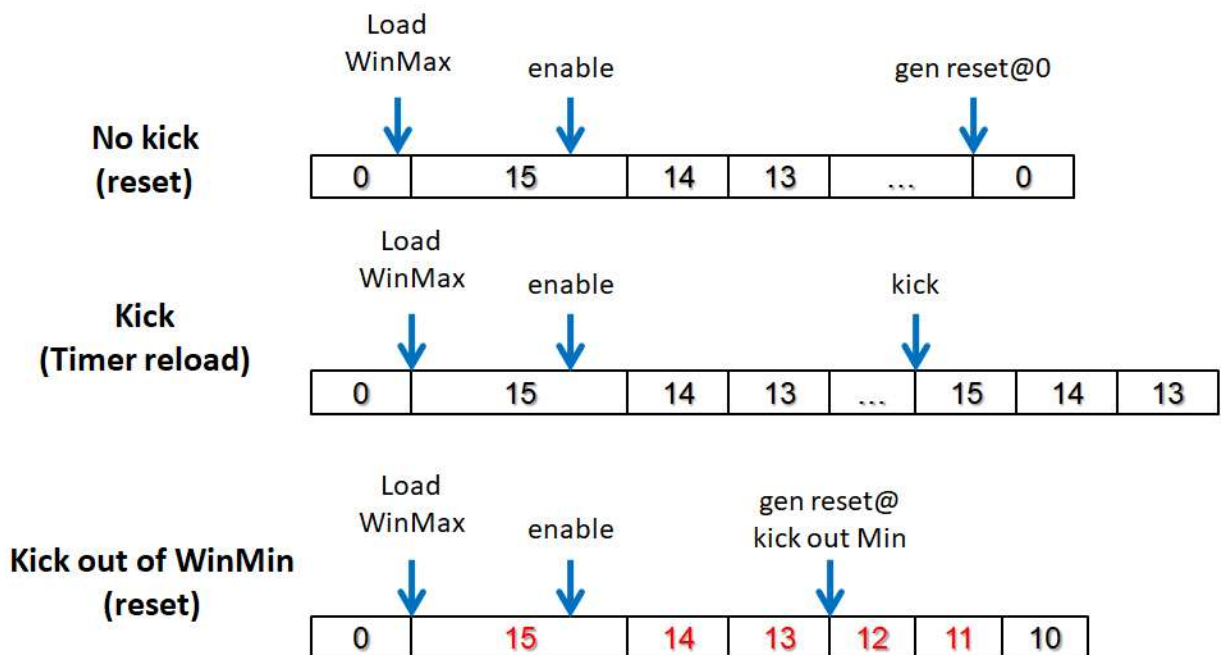 Load
WinMax
enable
gen reset@0
No kick
(reset)
0 15 14 13 ... 0
Load
WinMax
enable
kick
Kick
(Timer reload)
0 15 14 13 ... 15 14 13
Load
WinMax
enable
gen reset@
kick out Min
Kick out of WinMin
(reset)
0 15 14 13 12 11 10